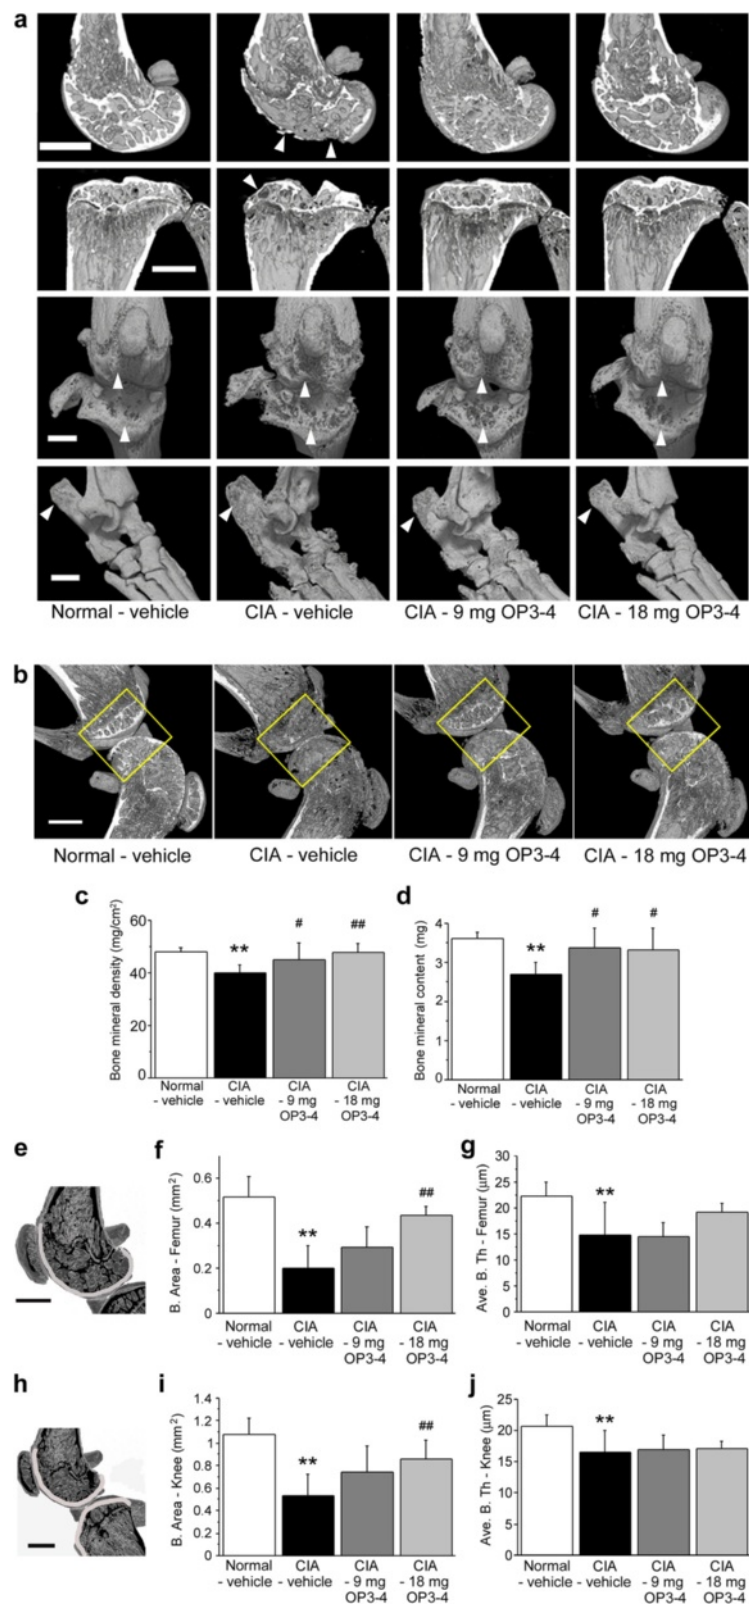 a
Normal - vehicle
CIA - vehicle
CIA - 9 mg OP3-4
CIA - 18 mg OP3-4
b
Normal - vehicle
CIA - vehicle
CIA - 9 mg OP3-4
CIA - 18 mg OP3-4
c
Bone mineral density (mg/cm²)
60
40
20
0
**
#
##
Normal
- vehicle
CIA
- vehicle
CIA
- 9 mg
OP3-4
CIA
- 18 mg
OP3-4
d
Bone mineral content (mg)
4
3
2
1
0
**
#
#
Normal
- vehicle
CIA
- vehicle
CIA
- 9 mg
OP3-4
CIA
- 18 mg
OP3-4
e
f
B. Area - Femur (mm²)
0.6
0.4
0.2
0
**
##
Normal
- vehicle
CIA
- vehicle
CIA
- 9 mg
OP3-4
CIA
- 18 mg
OP3-4
g
Ave. B. Th - Femur (µm)
30
25
20
15
10
5
0
**
Normal
- vehicle
CIA
- vehicle
CIA
- 9 mg
OP3-4
CIA
- 18 mg
OP3-4
h
i
B. Area - Knee (mm²)
1.4
1.2
1
0.8
0.6
0.4
0.2
0
**
##
Normal
- vehicle
CIA
- vehicle
CIA
- 9 mg
OP3-4
CIA
- 18 mg
OP3-4
j
Ave. B. Th - Knee (µm)
25
20
15
10
5
0
**
Normal
- vehicle
CIA
- vehicle
CIA
- 9 mg
OP3-4
CIA
- 18 mg
OP3-4